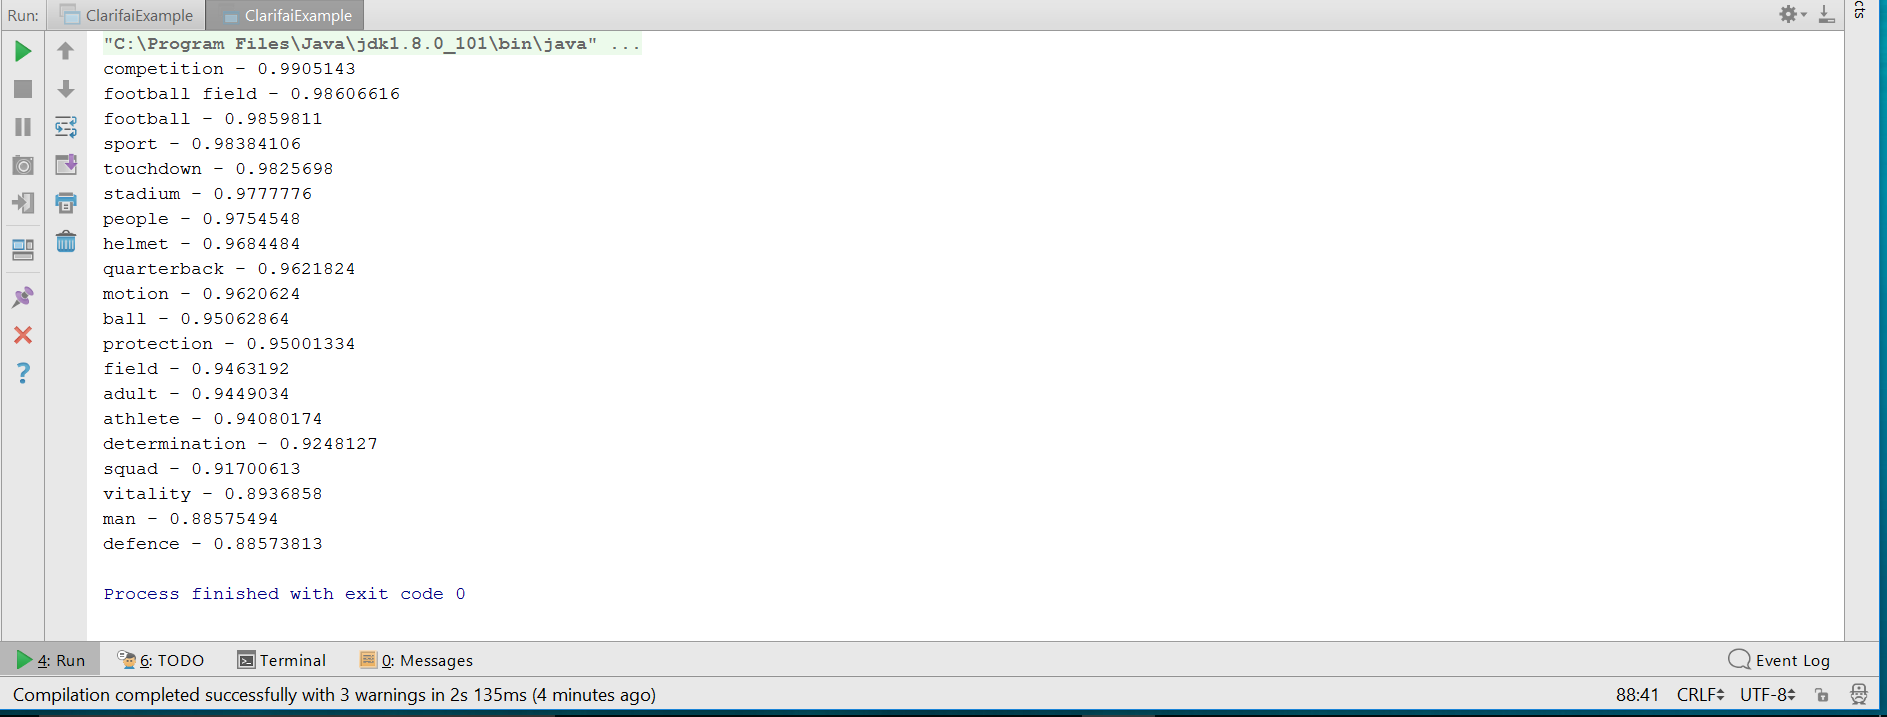 Run: ClarifaiExample ClarifaiExample
cts
"C:\Program Files\Java\jdk1.8.0_101\bin\java" ...
competition - 0.9905143
football field - 0.98606616
football - 0.9859811
sport - 0.98384106
touchdown - 0.9825698
stadium - 0.9777776
people - 0.9754548
helmet - 0.9684484
quarterback - 0.9621824
motion - 0.9620624
ball - 0.95062864
protection - 0.95001334
field - 0.9463192
adult - 0.9449034
athlete - 0.94080174
determination - 0.9248127
squad - 0.91700613
vitality - 0.8936858
man - 0.88575494
defence - 0.88573813
Process finished with exit code 0
4: Run 6: TODO Terminal 0: Messages Event Log
Compilation completed successfully with 3 warnings in 2s 135ms (4 minutes ago) 88:41 CRLF UTF-8